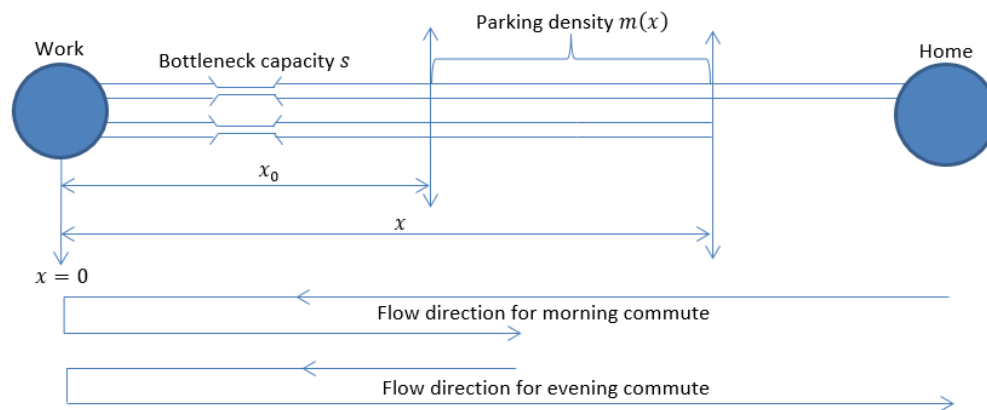 Parking density m(x)
Work
Home
Bottleneck capacity s
x₀
x
x = 0
Flow direction for morning commute
Flow direction for evening commute